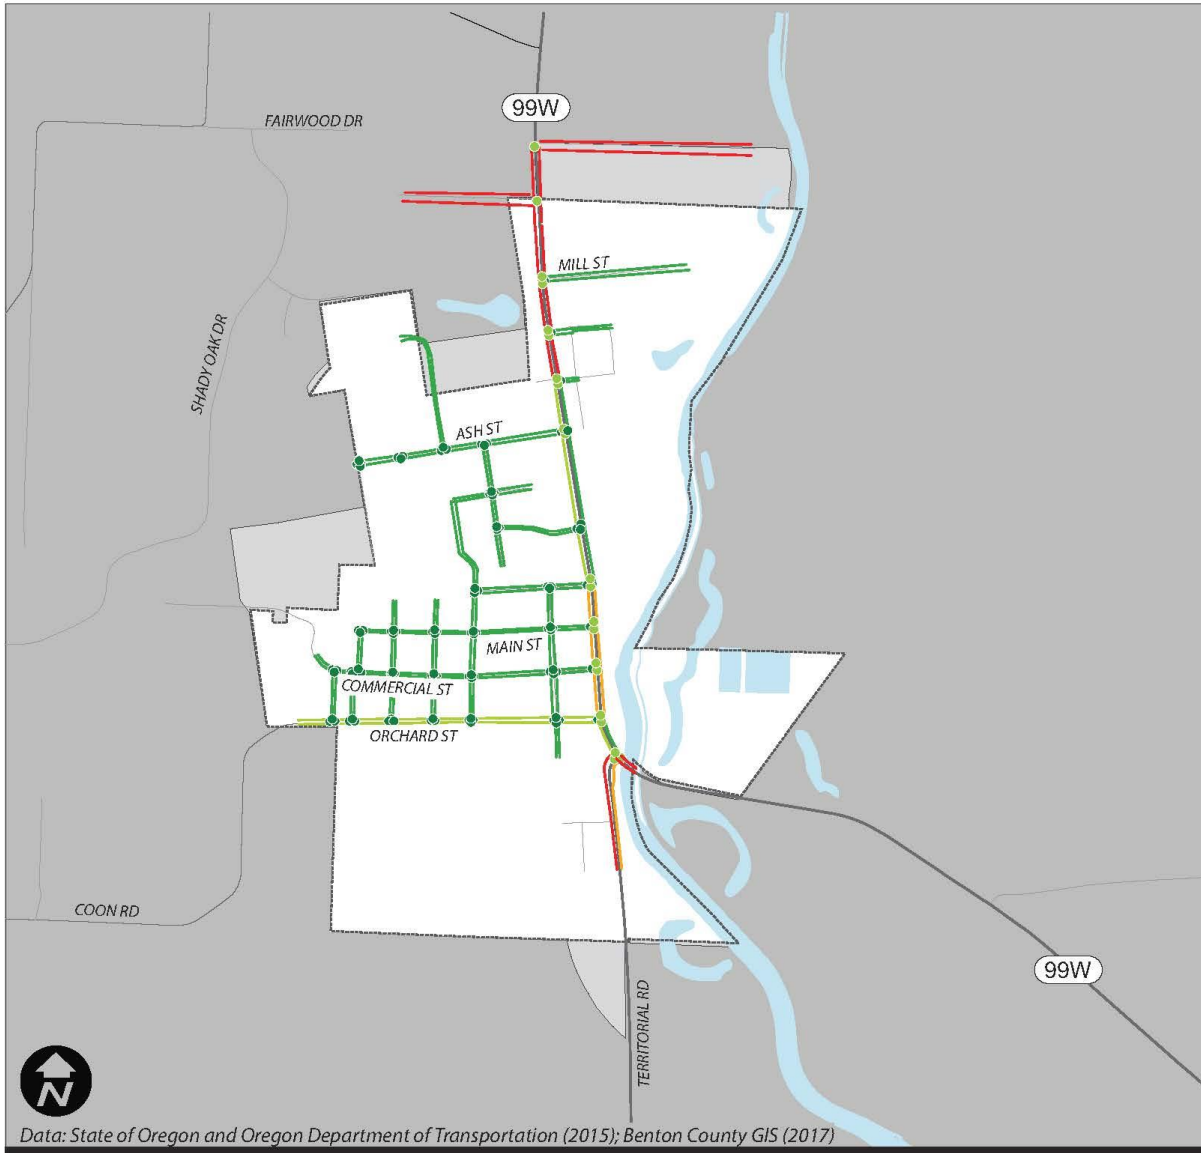 99W
FAIRWOOD DR
MILL ST
SHADY OAK DR
ASH ST
MAIN ST
COMMERCIAL ST
ORCHARD ST
COON RD
99W
TERRITORIAL RD
N
Data: State of Oregon and Oregon Department of Transportation (2015); Benton County GIS (2017)